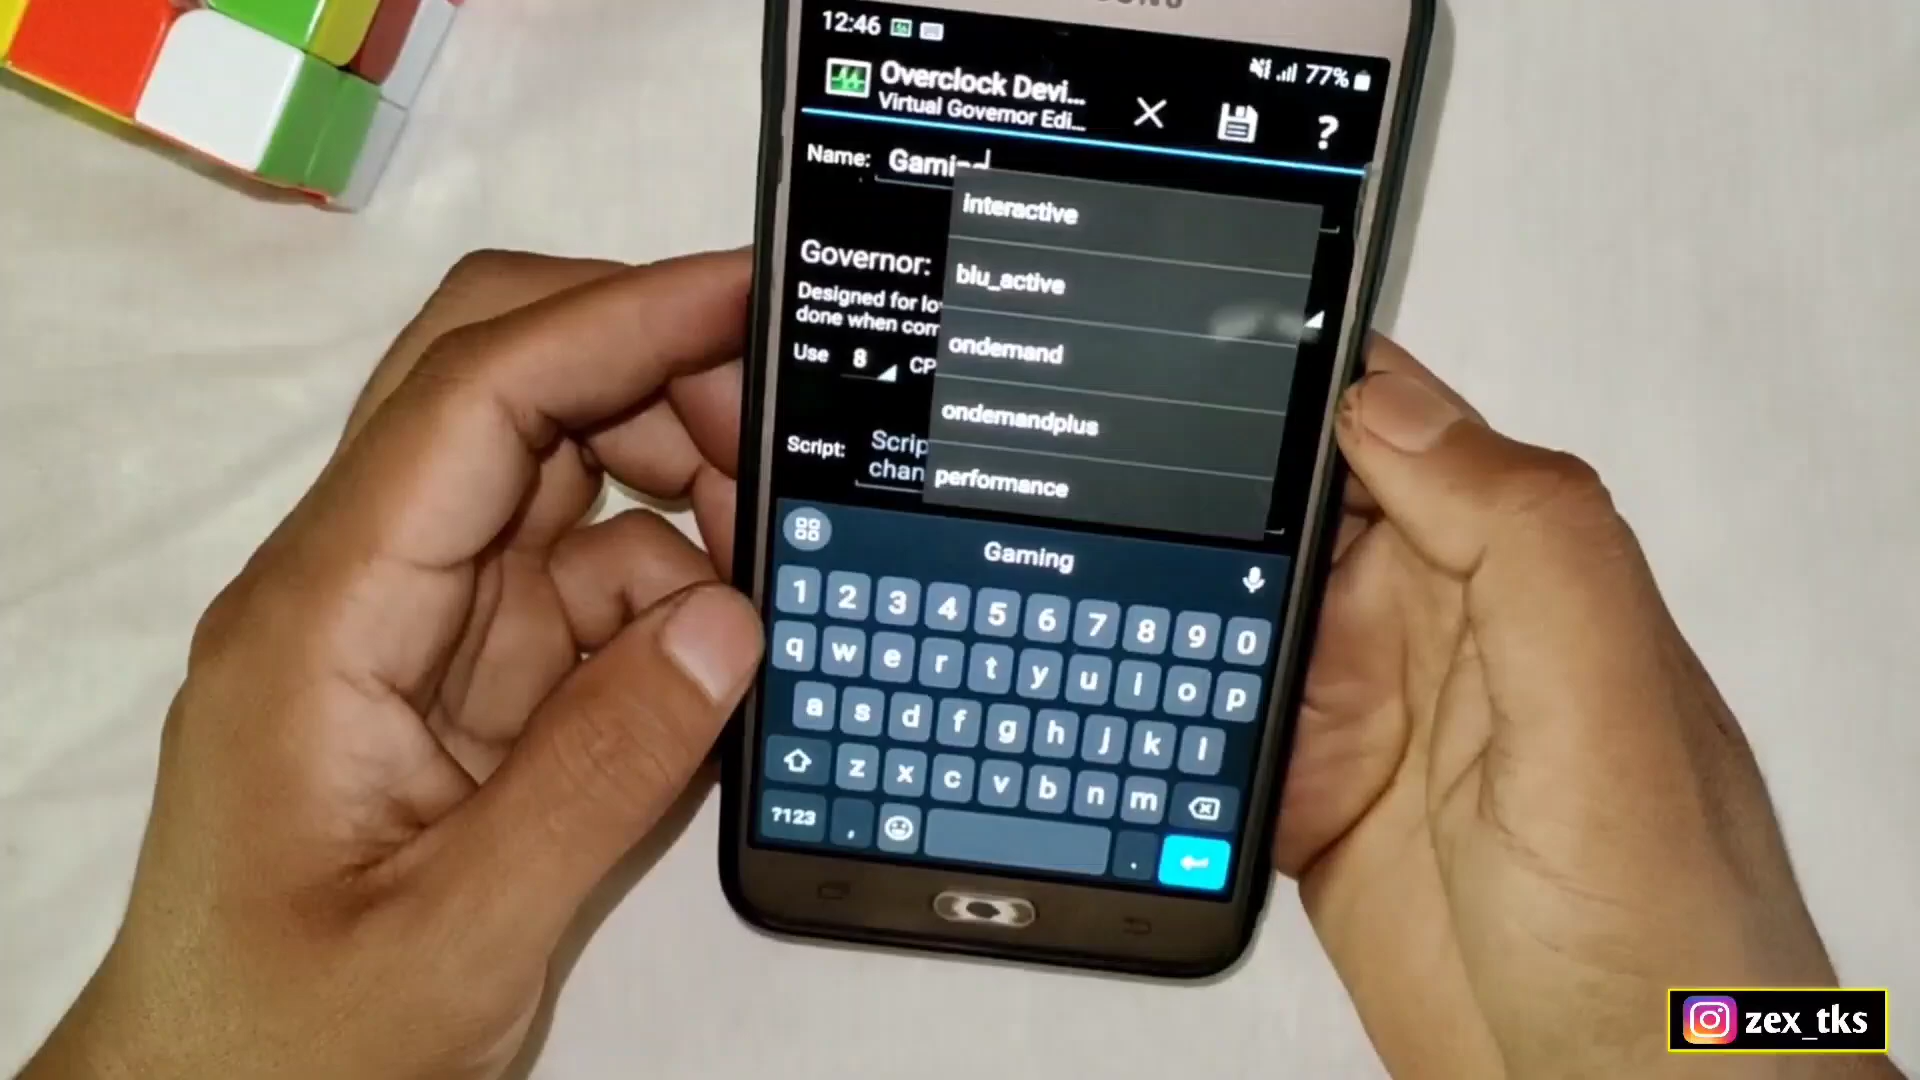 12:46
77%
Overclock Devi...
Virtual Governor Edi...
Name: Gaming
interactive
Governor:
blu_active
Designed for lo
done when com
ondemand
Use 8 CP
ondemandplus
Script: Scrip
chan
performance
Gaming
1 2 3 4 5 6 7 8 9 0
q w e r t y u i o p
a s d f g h j k l
z x c v b n m
?123 , .
zex_tks